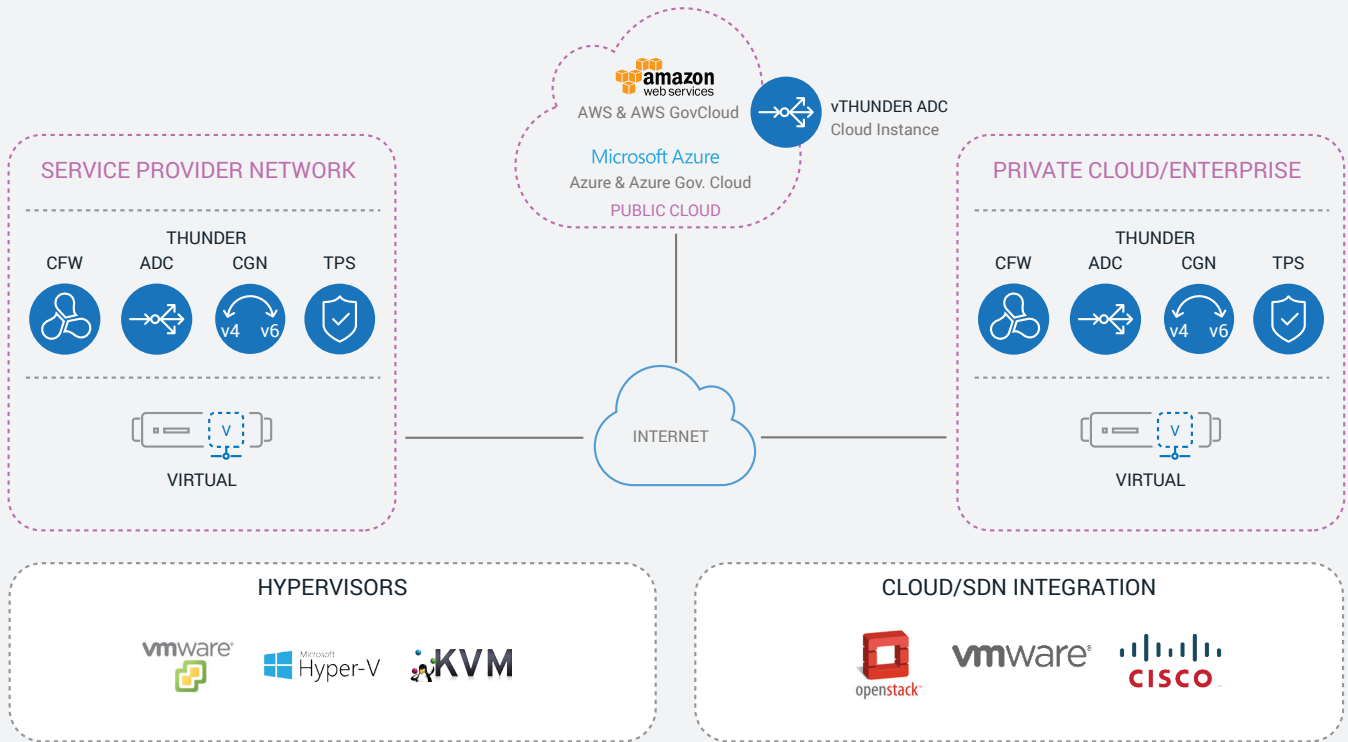 amazon
web services
AWS & AWS GovCloud
Microsoft Azure
Azure & Azure Gov. Cloud
PUBLIC CLOUD
vTHUNDER ADC
Cloud Instance
SERVICE PROVIDER NETWORK
THUNDER
CFW ADC CGN TPS
v4 v6
V
VIRTUAL
INTERNET
PRIVATE CLOUD/ENTERPRISE
THUNDER
CFW ADC CGN TPS
v4 v6
V
VIRTUAL
HYPERVISORS
vmware®
Microsoft
Hyper-V
KVM
CLOUD/SDN INTEGRATION
openstack™
vmware®
CISCO